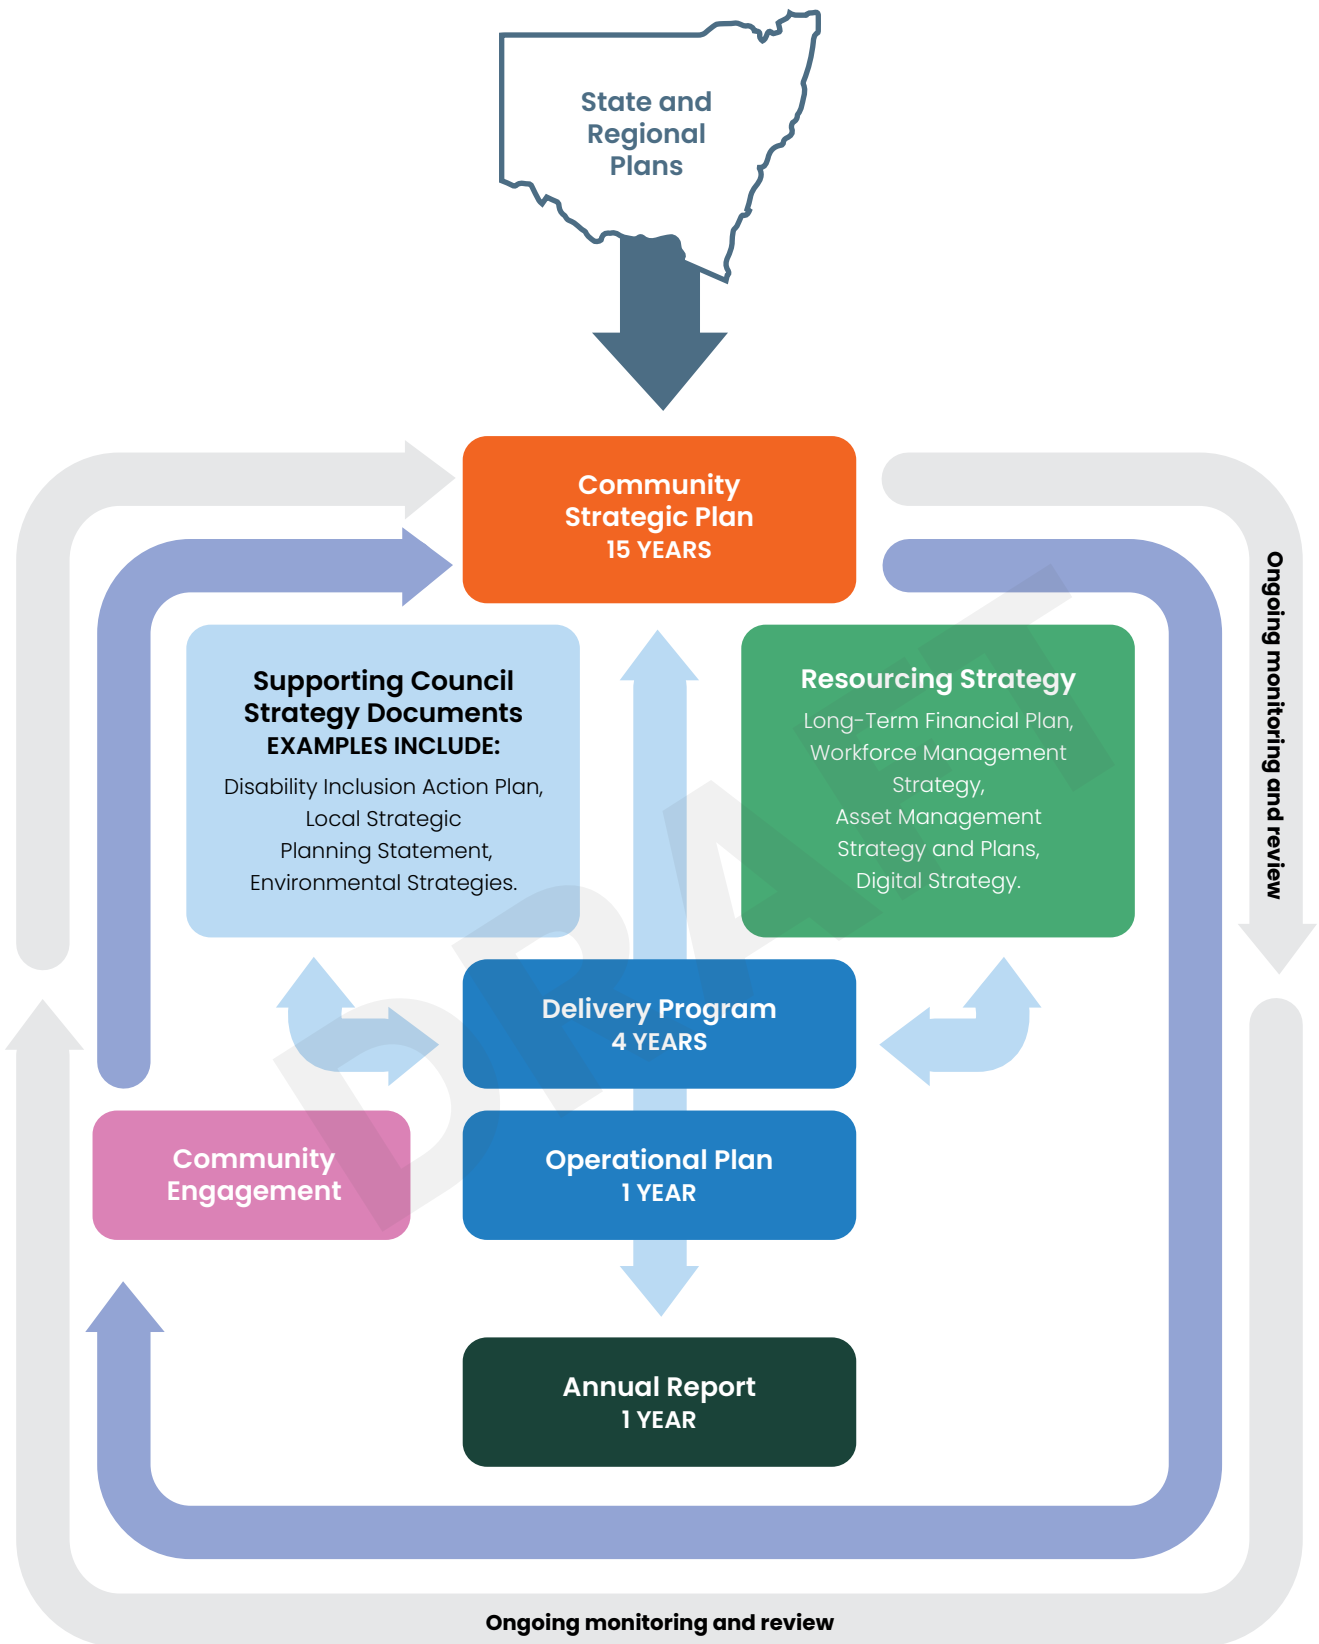 State and
Regional
Plans
Community
Strategic Plan
15 YEARS
Supporting Council
Strategy Documents
EXAMPLES INCLUDE:
Disability Inclusion Action Plan,
Local Strategic
Planning Statement,
Environmental Strategies.
Resourcing Strategy
Long-Term Financial Plan,
Workforce Management
Strategy,
Asset Management
Strategy and Plans,
Digital Strategy.
Ongoing monitoring and review
Delivery Program
4 YEARS
Community
Engagement
Operational Plan
1 YEAR
Annual Report
1 YEAR
Ongoing monitoring and review
DRAFT